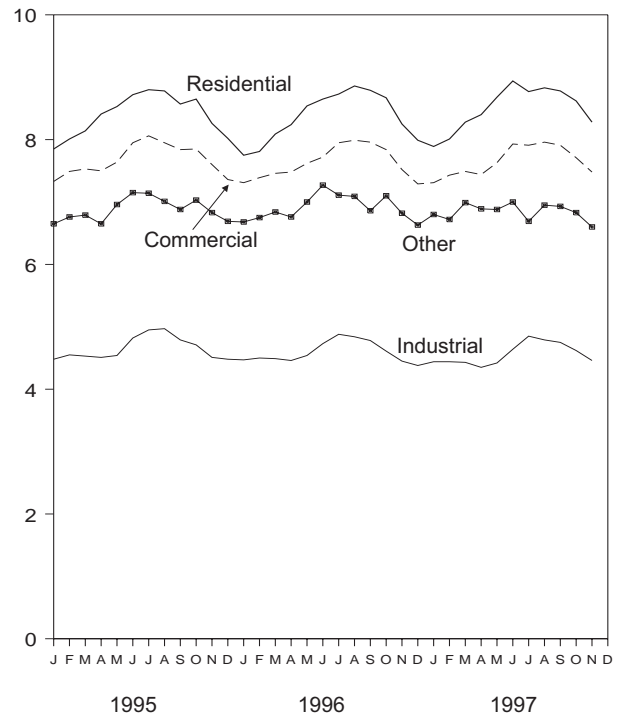 10
Residential
8
Commercial
Other
6
Industrial
4
2
0
J F M A M J J A S O N D J F M A M J J A S O N D J F M A M J J A S O N D
1995 1996 1997